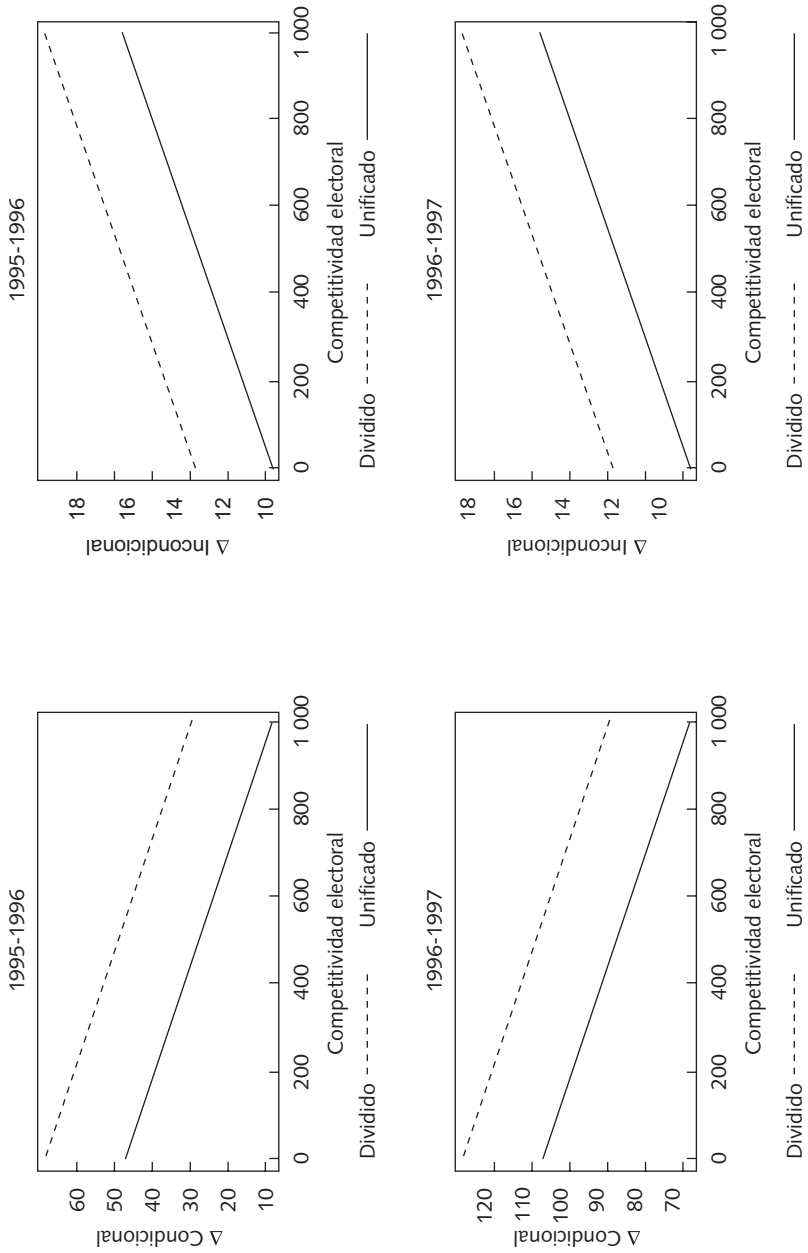 1995-1996
Δ Condicional
60
50
40
30
20
10
0 200 400 600 800 1 000
Competitividad electoral
Dividido Unificado
1995-1996
Δ Incondicional
18
16
14
12
10
0 200 400 600 800 1 000
Competitividad electoral
Dividido Unificado
1996-1997
Δ Condicional
120
110
100
90
80
70
0 200 400 600 800 1 000
Competitividad electoral
Dividido Unificado
1996-1997
Δ Incondicional
18
16
14
12
10
0 200 400 600 800 1 000
Competitividad electoral
Dividido Unificado